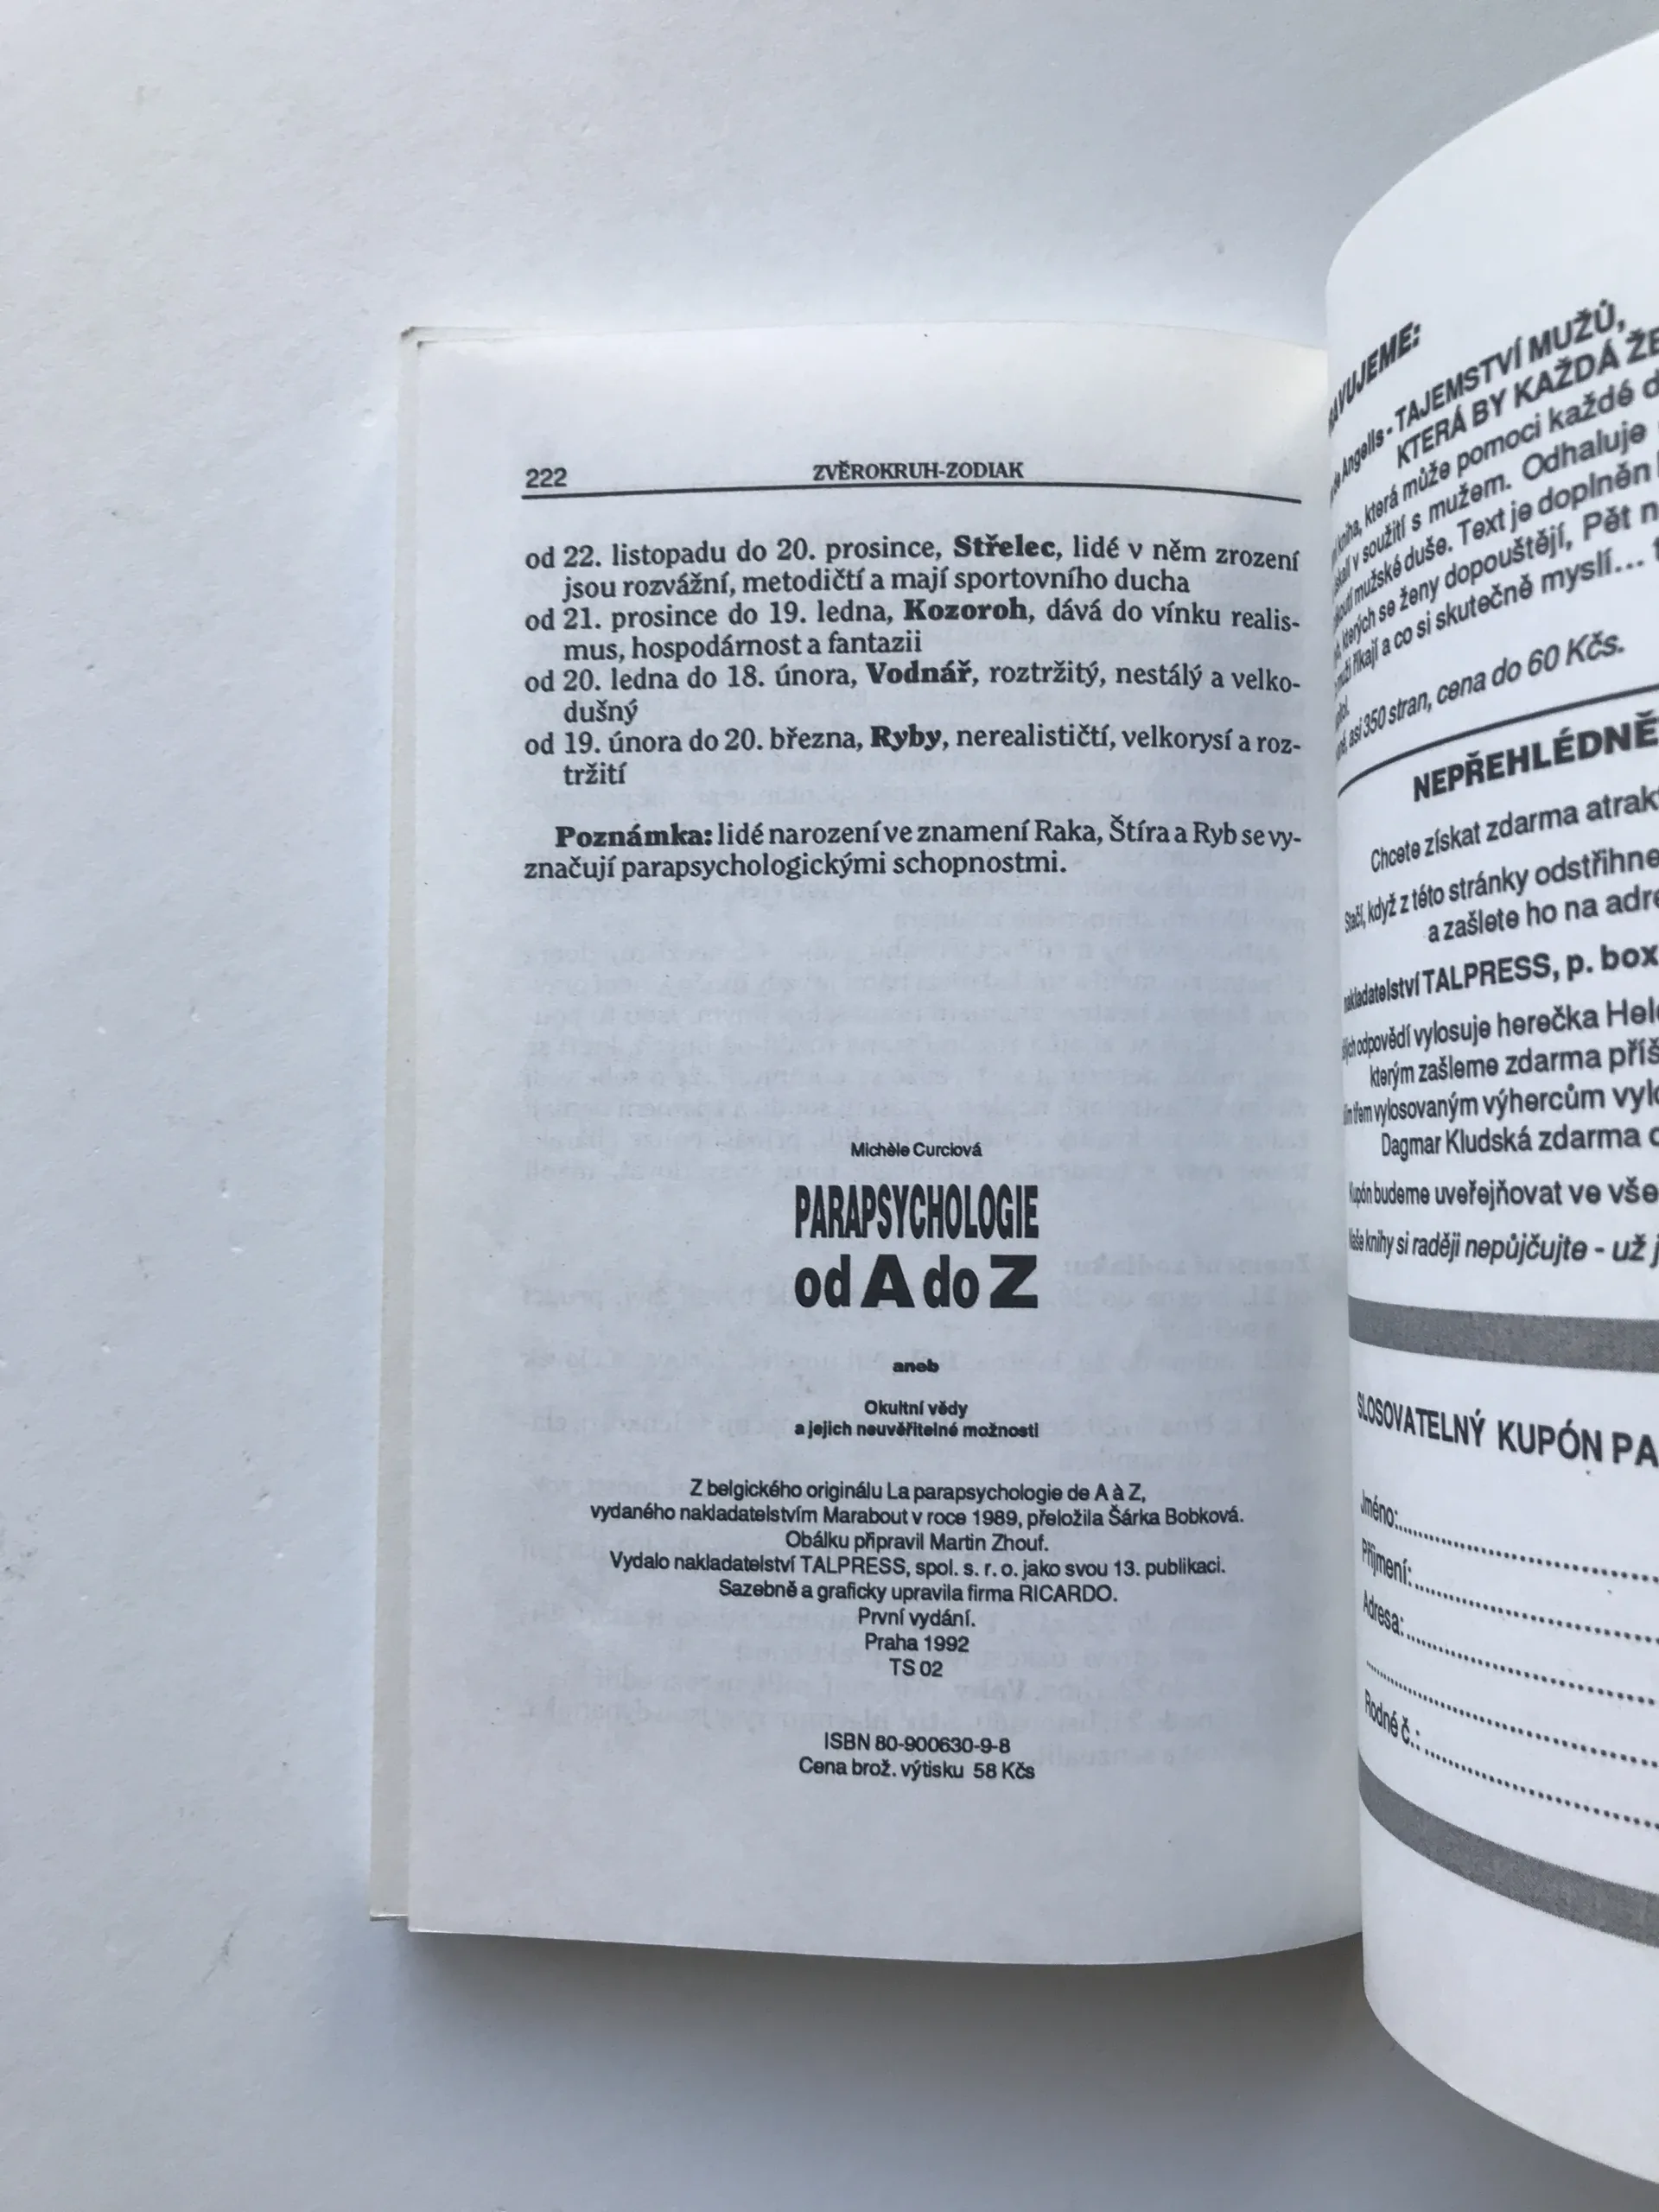 222
ZVĚROKRUH-ZODIAK
od 22. listopadu do 20. prosince, Střelec, lidé v něm zrození
jsou rozvážní, metodičtí a mají sportovního ducha
od 21. prosince do 19. ledna, Kozoroh, dává do vínku realis-
mus, hospodárnost a fantazii
od 20. ledna do 18. února, Vodnář, roztržitý, nestálý a velko-
dušný
od 19. února do 20. března, Ryby, nerealističtí, velkorysí a roz-
tržití
Poznámka: lidé narození ve znamení Raka, Štíra a Ryb se vy-
značují parapsychologickými schopnostmi.
Michèle Curclová
PARAPSYCHOLOGIE
od A do Z
aneb
Okultní vědy
a jejich neuvěřitelné možnosti
Z belgického originálu La parapsychologie de A à Z,
vydaného nakladatelstvím Marabout v roce 1989, přeložila Šárka Bobková.
Obálku připravil Martin Zhouf.
Vydalo nakladatelství TALPRESS, spol. s. r. o. jako svou 13. publikaci.
Sazebně a graficky upravila firma RICARDO.
První vydání.
Praha 1992
TS 02
ISBN 80-900630-9-8
Cena brož. výtisku 58 Kčs
Angelis - TAJEMSTVÍ MUŽŮ,
KTERÁ BY KAŽDÁ
kniha, která může pomoci každé
v soužití s mužem. Odhaluje
mužské duše. Text je doplněn
kterých se ženy dopouštějí, Pět
říkají a co si skutečně myslí...
asi 350 stran, cena do 60 Kčs.
NEPŘEHLÉDNĚ
Chcete získat zdarma
Stačí, když z této stránky odstřihne
a zašlete ho na
nakladatelství TALPRESS, p. box
odpovědí vylosuje herečka
kterým zašleme zdarma
vylosovaným výhercům
Dagmar Kludská zdarma
Kupón budeme uveřejňovat ve
Naše knihy si raději nepůjčujte - už
SLOSOVATELNÝ KUPÓN
Jméno:
Příjmení:
Adresa:
Rodné č.: